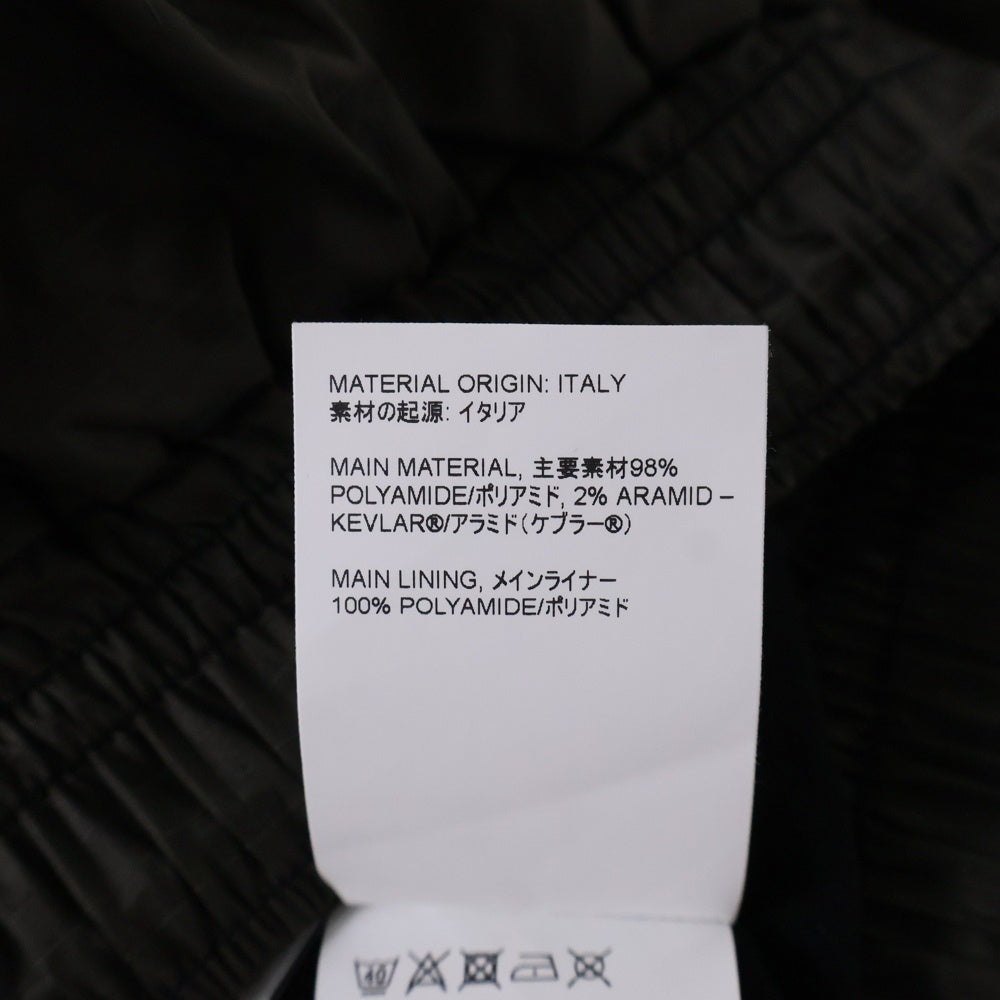 MATERIAL ORIGIN: ITALY
素材の起源: イタリア
MAIN MATERIAL, 主要素材98%
POLYAMIDE/ポリアミド, 2% ARAMID –
KEVLAR®/アラミド(ケブラー®)
MAIN LINING, メインライナー
100% POLYAMIDE/ポリアミド
40